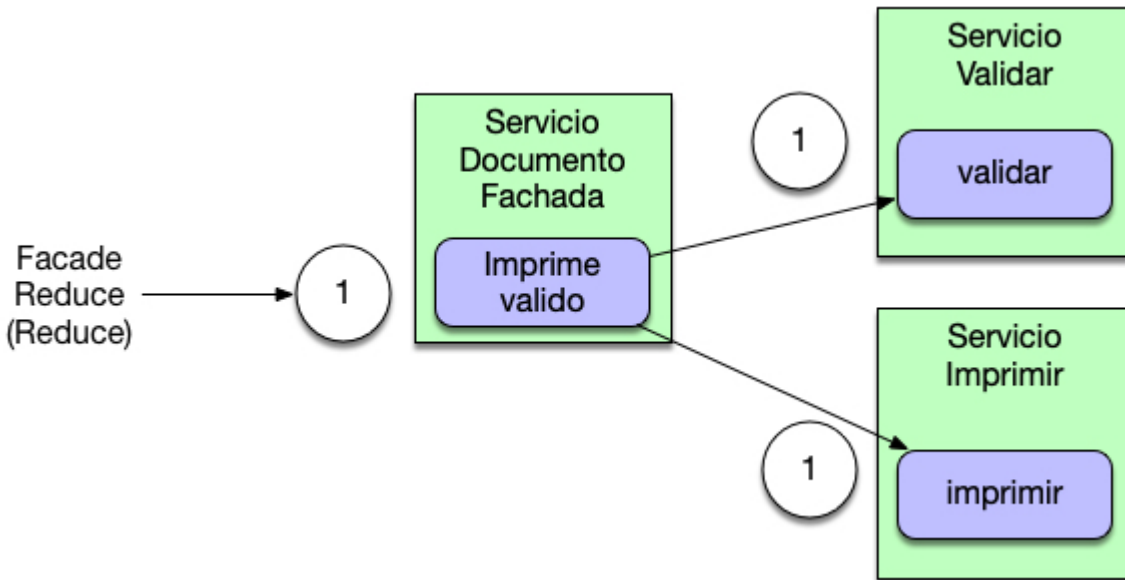 Facade
Reduce
(Reduce)
1
Servicio
Documento
Fachada
Imprime
valido
1
Servicio
Validar
validar
1
Servicio
Imprimir
imprimir